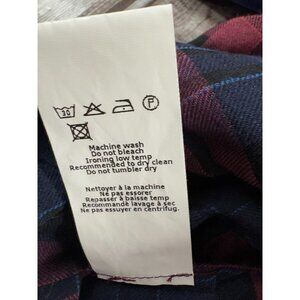 30 P
Machine wash
Do not bleach
Ironing low temp
Recommended to dry clean
Do not tumbler dry
Nettoyer à la machine
Ne pas essorer
Repasser à baisse temp
Recommandé lavage à sec
Ne pas essuyer en centrifug.